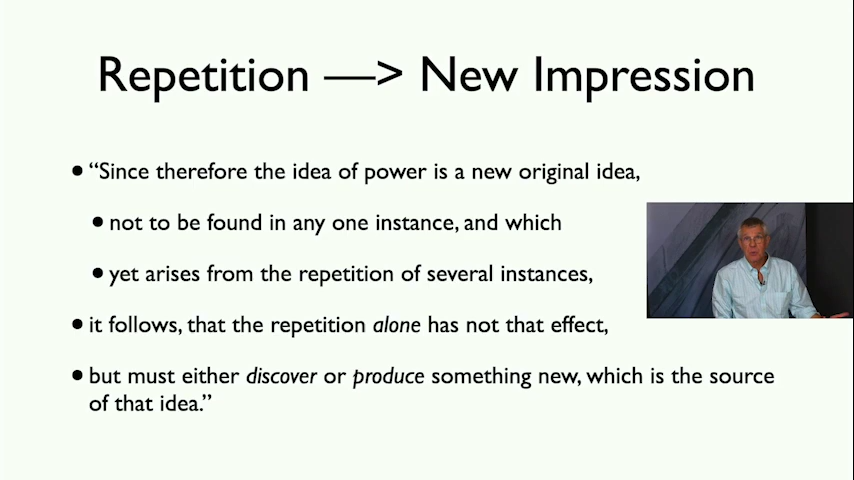 Repetition —> New Impression
• “Since therefore the idea of power is a new original idea,
• not to be found in any one instance, and which
• yet arises from the repetition of several instances,
• it follows, that the repetition alone has not that effect,
• but must either discover or produce something new, which is the source
of that idea.”